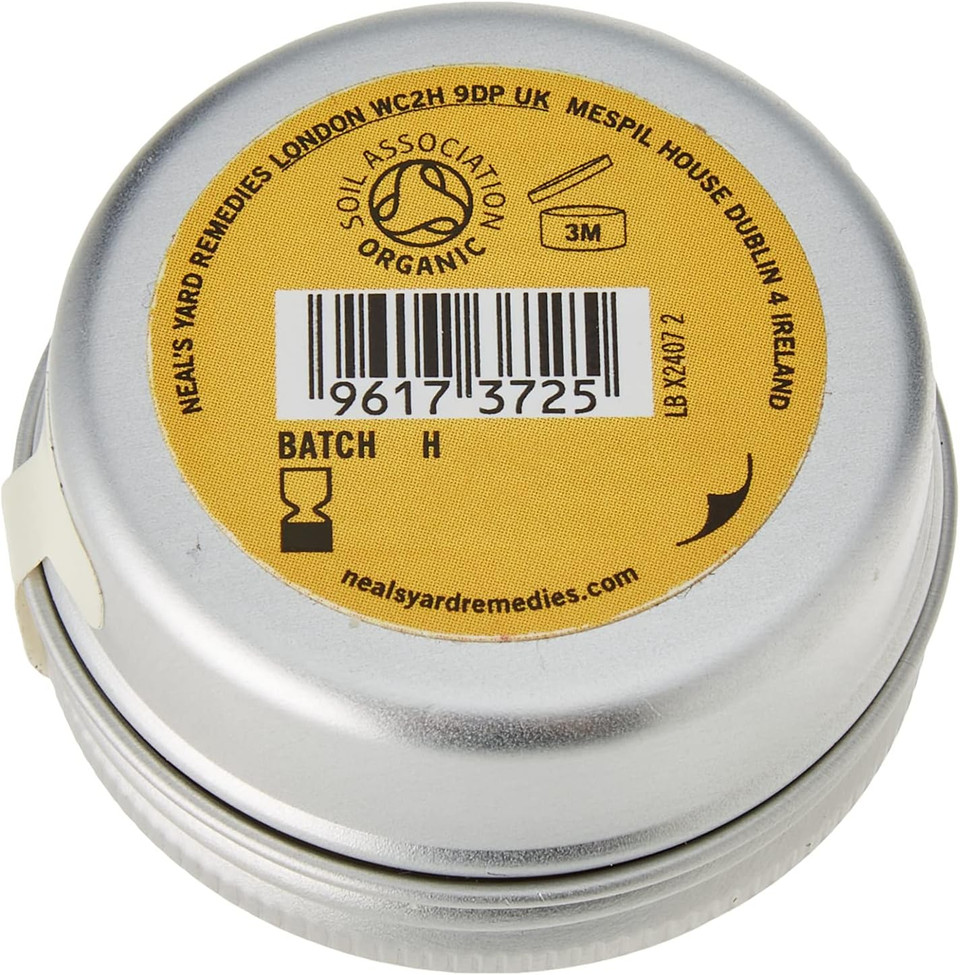 NEAL'S YARD REMEDIES LONDON WC2H 9DP UK MESPIL HOUSE DUBLIN 4 IRELAND
SOIL ASSOCIATION
ORGANIC
3M
9617 3725
LB X2407 2
BATCH H
nealsyardremedies.com